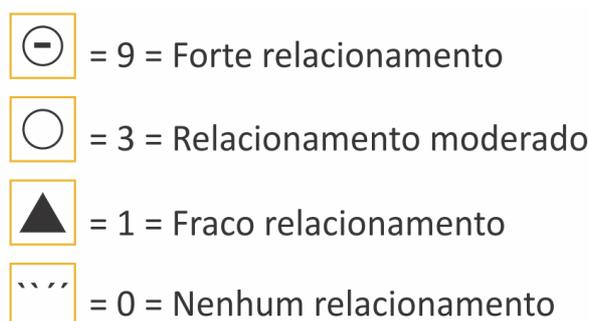 = 9 = Forte relacionamento
= 3 = Relacionamento moderado
= 1 = Fraco relacionamento
= 0 = Nenhum relacionamento